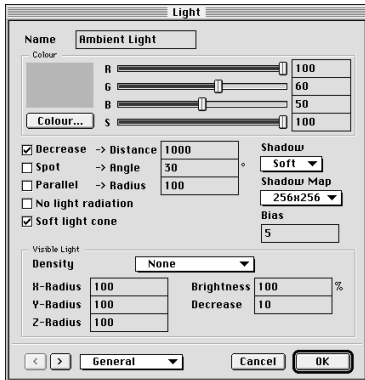 Light
Name Ambient Light
Colour
R 100
G 60
B 50
Colour... S 100
Decrease -> Distance 1000 Shadow
Spot -> Angle 30 ° Soft
Parallel -> Radius 100 Shadow Map
No light radiation 256x256
Soft light cone Bias
5
Visible Light
Density None
X-Radius 100 Brightness 100 %
Y-Radius 100 Decrease 10
Z-Radius 100
< > General Cancel OK